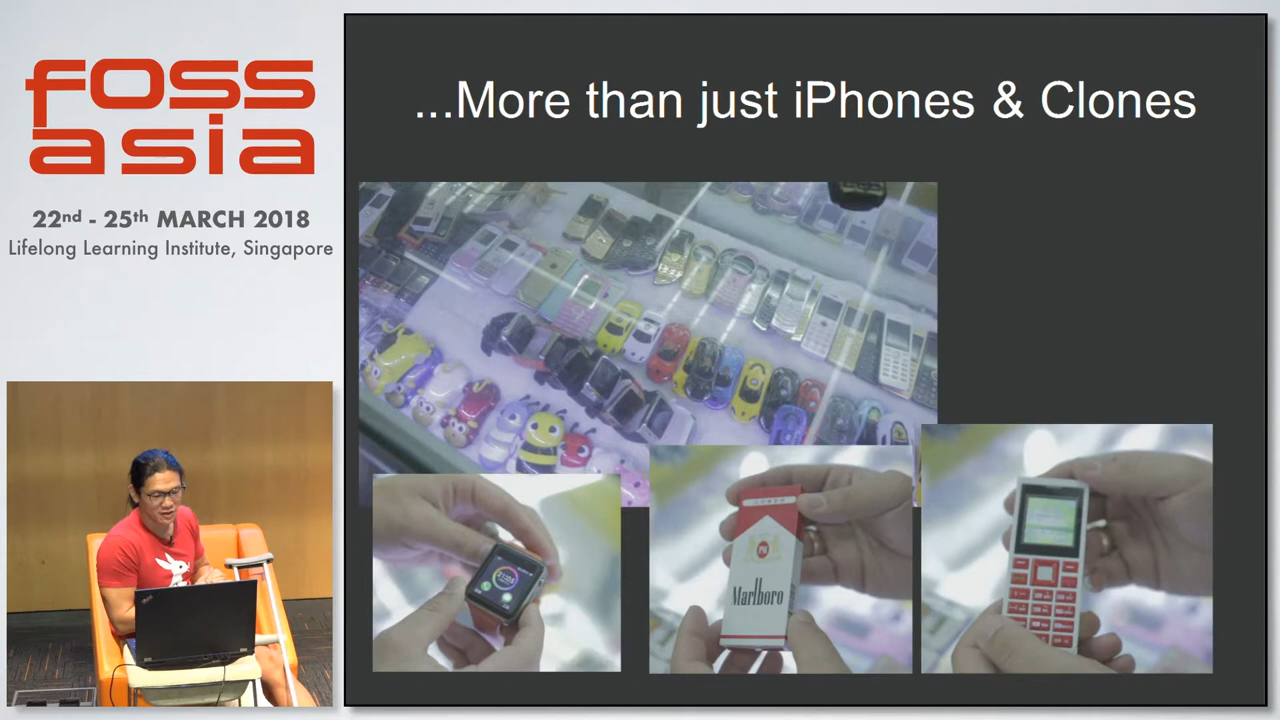 foss
asia
22nd - 25th MARCH 2018
Lifelong Learning Institute, Singapore
...More than just iPhones & Clones
Marlboro